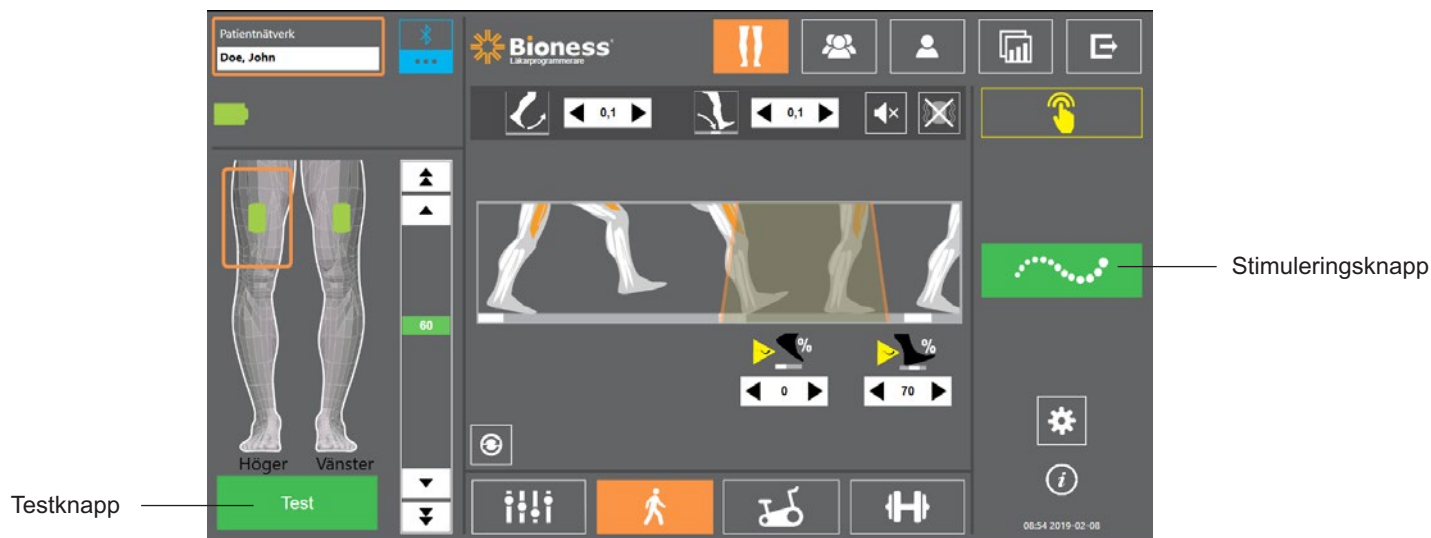 Patientnätverk
Doe, John
Bioness
Läkarprogrammerare
0,1
0,1
60
%
%
0
70
Höger
Vänster
Test
i
08:54 2019-02-08
Stimuleringsknapp
Testknapp